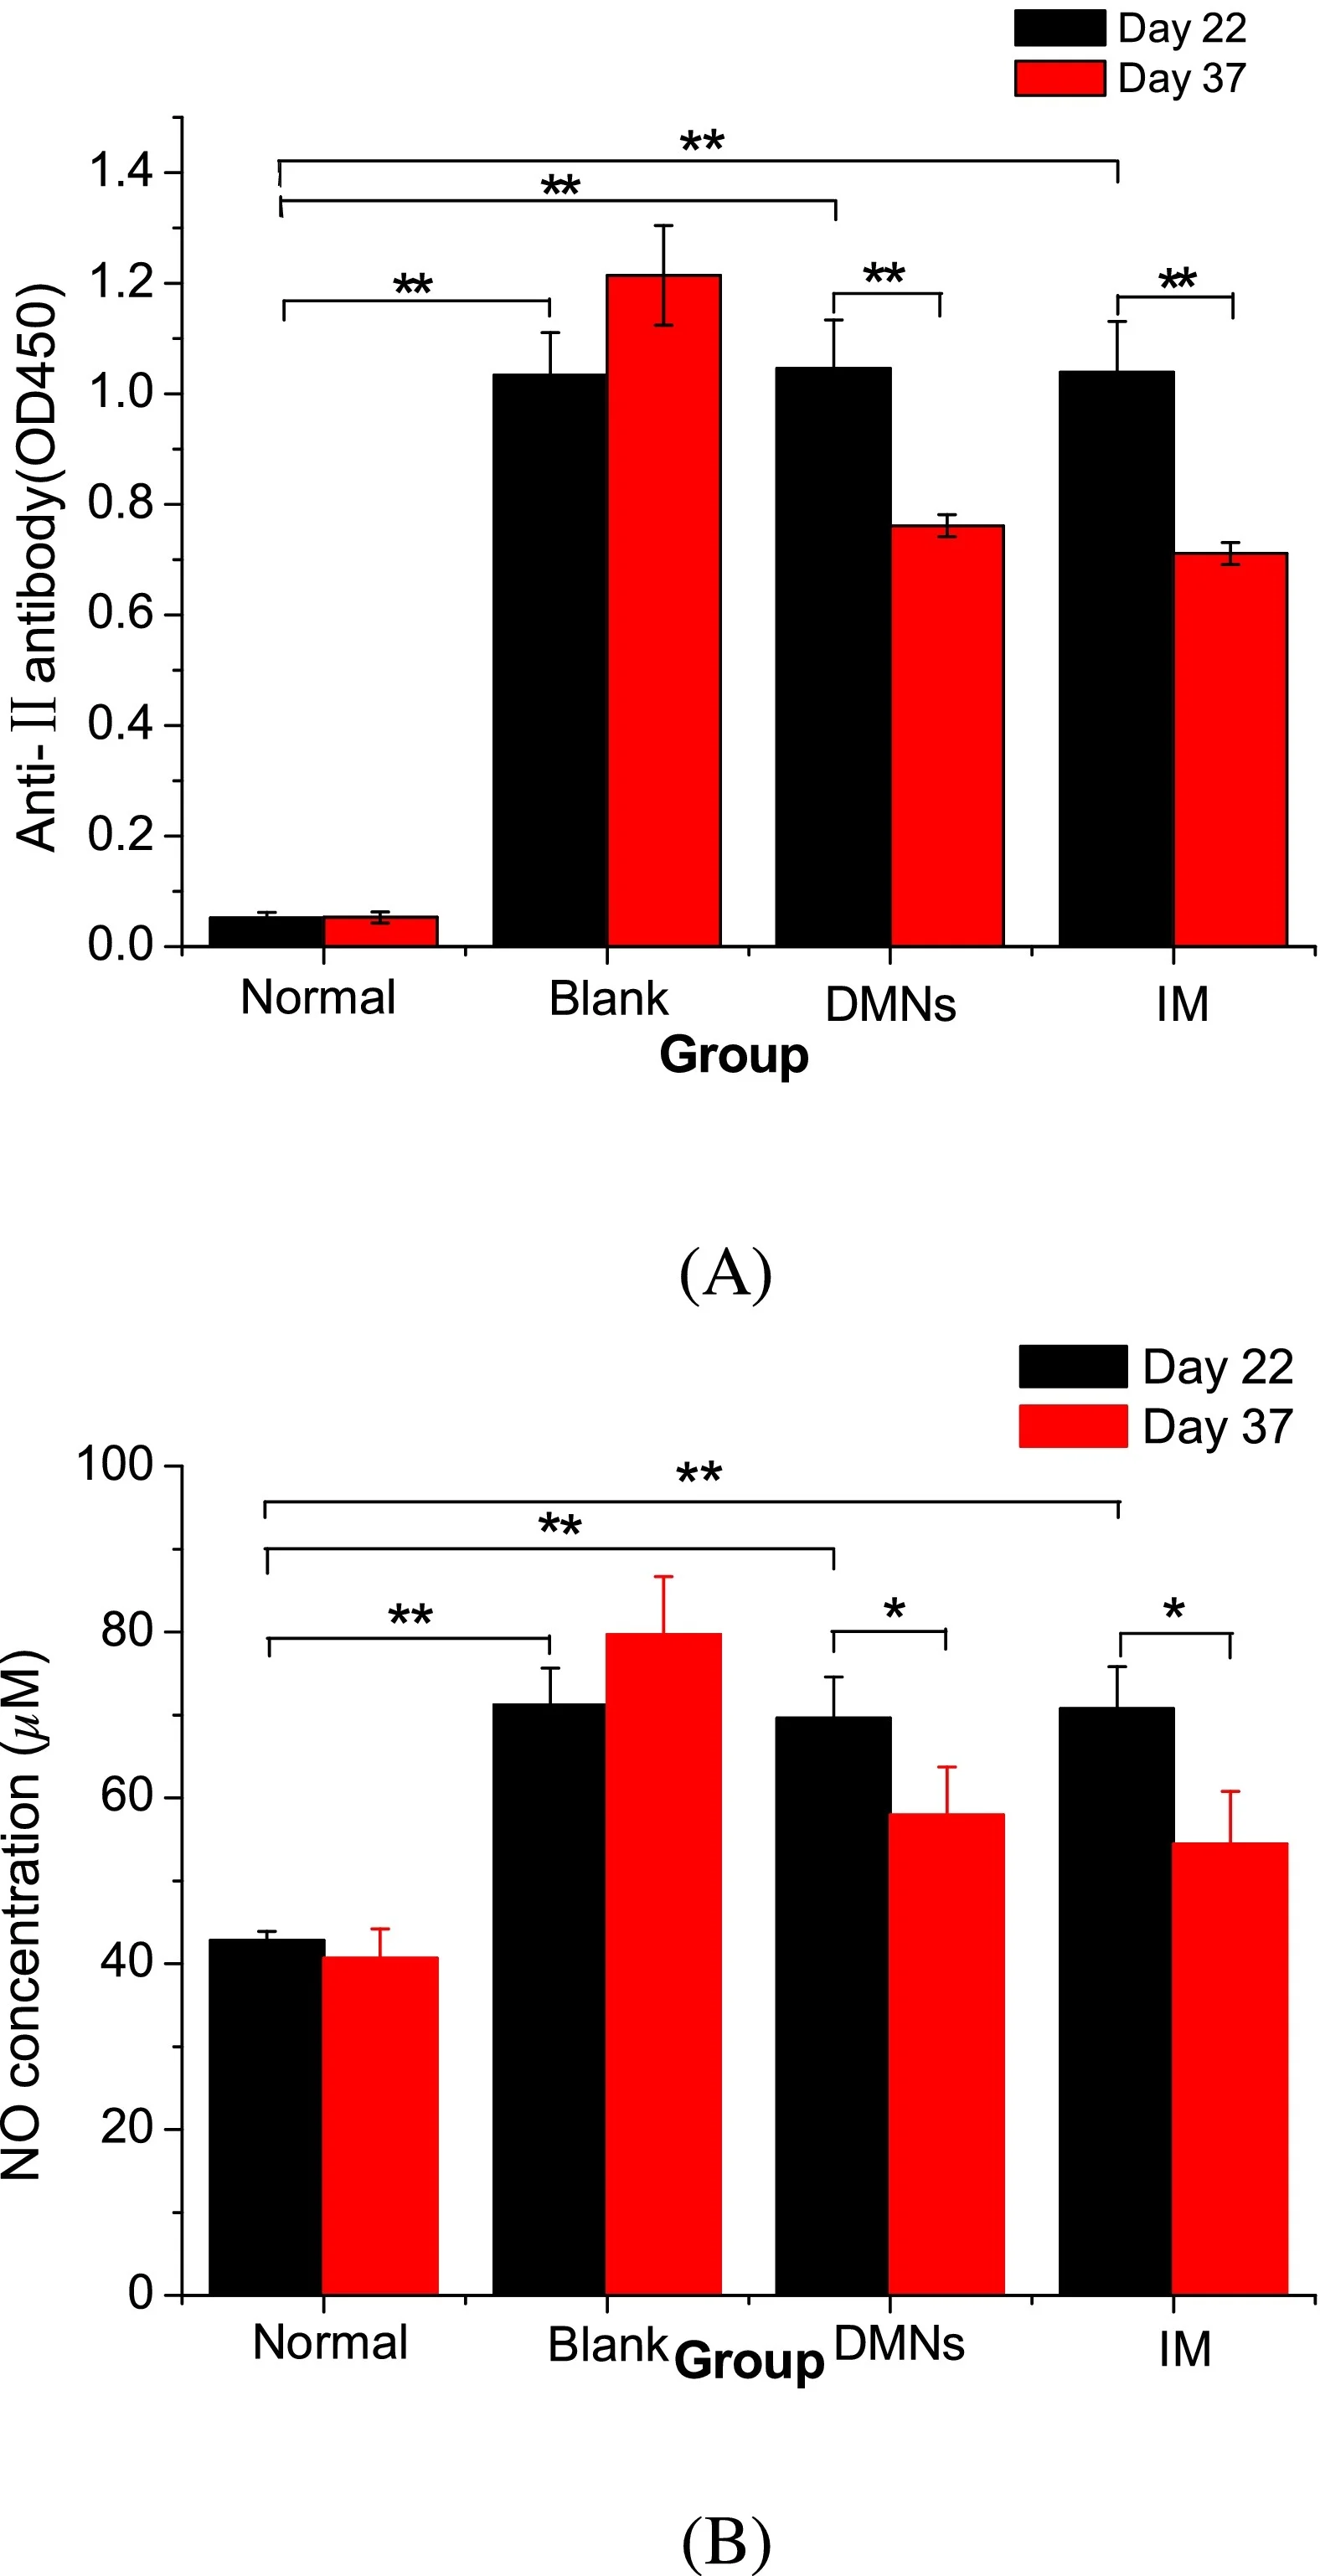 Day 22
Day 37
**
**
**
**
**
1.4
1.2
1.0
0.8
0.6
0.4
0.2
0.0
Anti-II antibody(OD450)
Normal Blank DMNs IM
Group
(A)
Day 22
Day 37
**
**
**
*
*
100
80
60
40
20
0
NO concentration (μM)
Normal Blank DMNs IM
Group
(B)